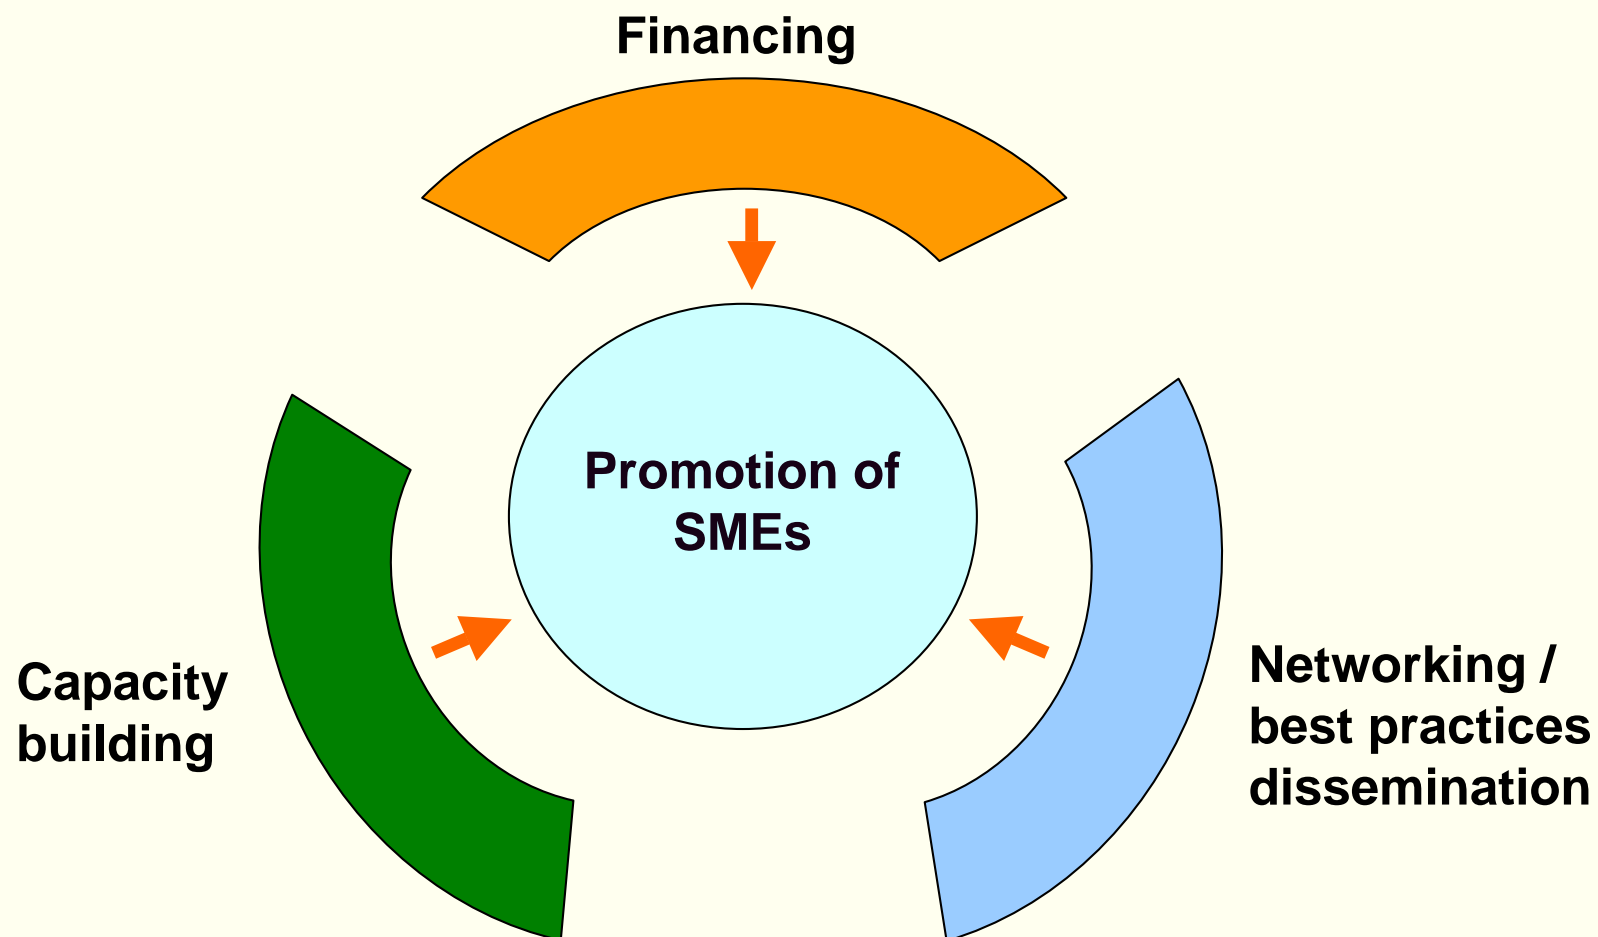 Financing
Promotion of
SMEs
Capacity
building
Networking /
best practices
dissemination